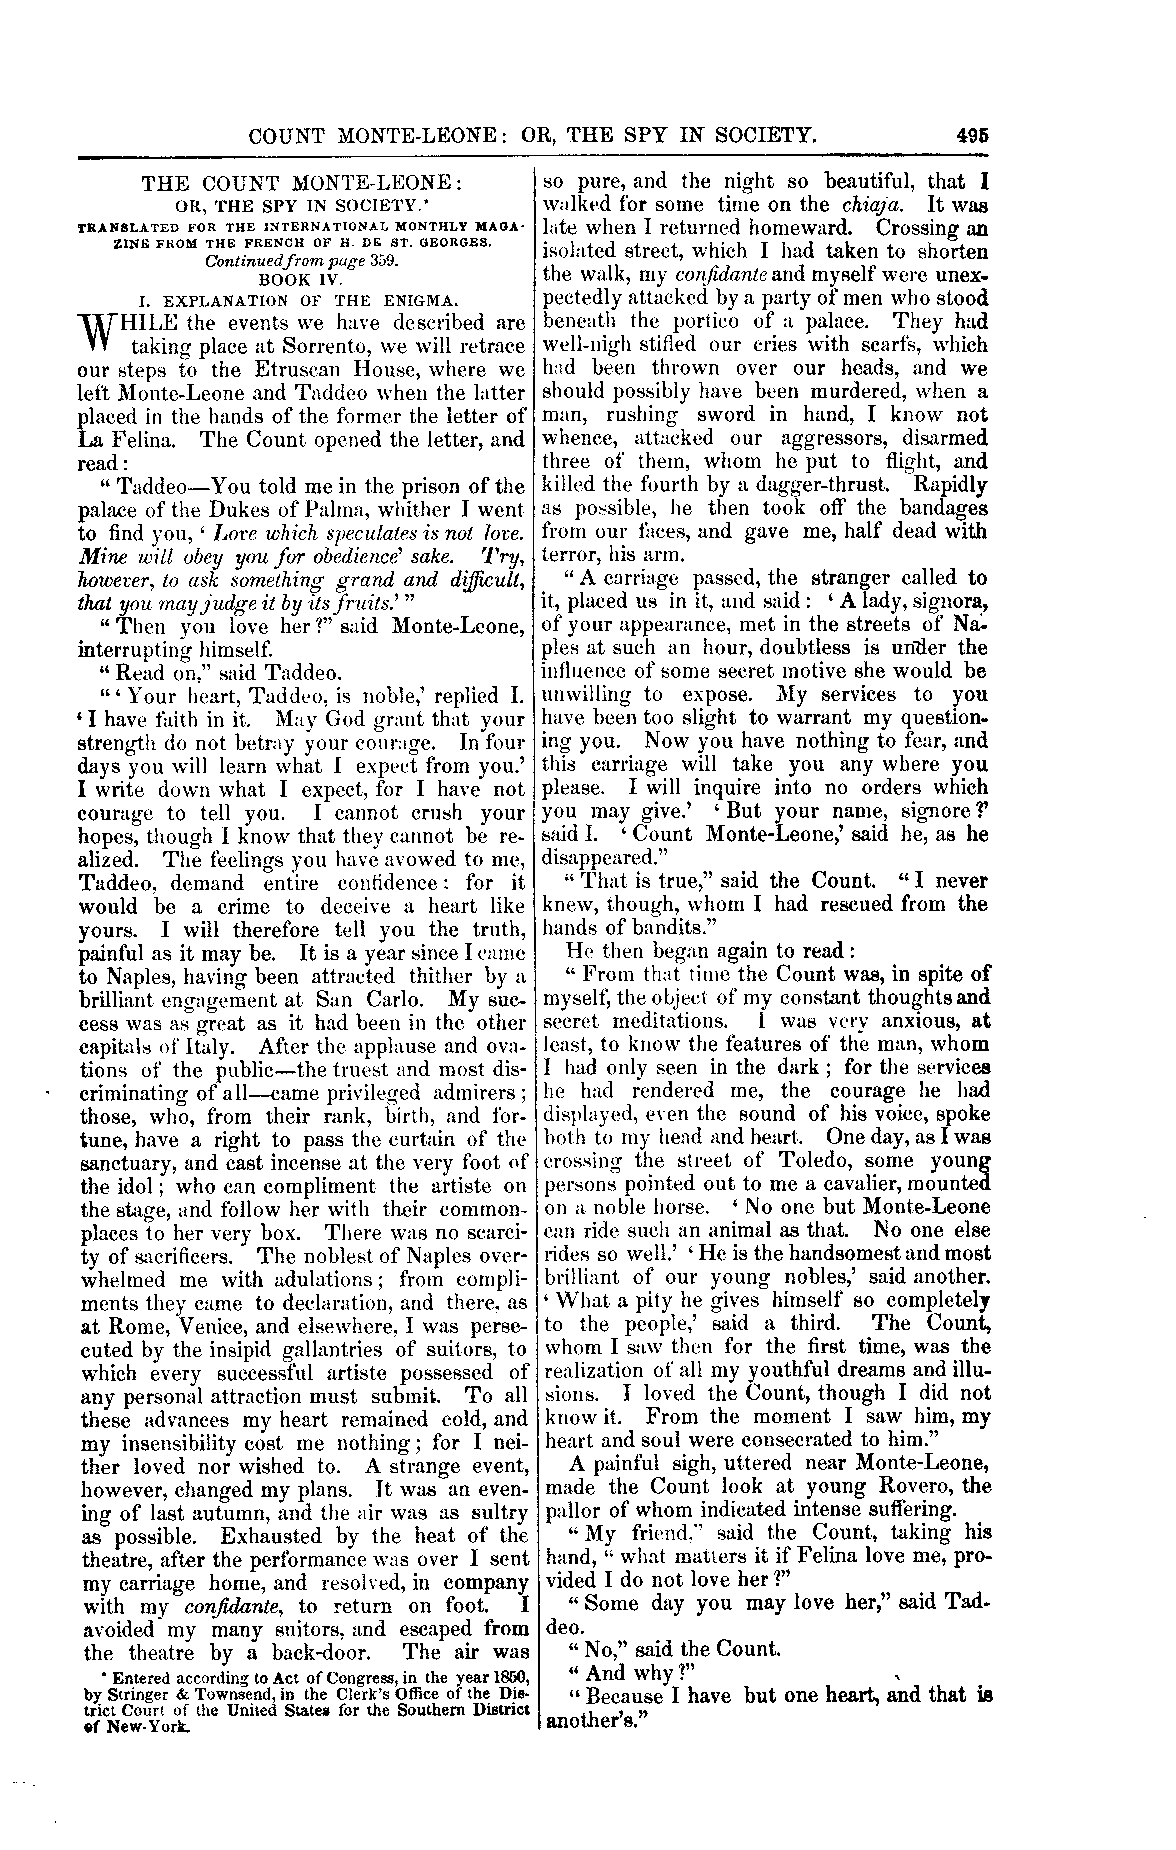 COUNT MONTE-LEONE: OR, THE SPY IN SOCIETY. 495
THE COUNT MONTE-LEONE:
OR, THE SPY IN SOCIETY.*
TRANSLATED FOR THE INTERNATIONAL MONTHLY MAGA-
ZINE FROM THE FRENCH OF H. DE ST. GEORGES.
Continued from page 359.
BOOK IV.
I. EXPLANATION OF THE ENIGMA.
WHILE the events we have described are
taking place at Sorrento, we will retrace
our steps to the Etruscan House, where we
left Monte-Leone and Taddeo when the latter
placed in the hands of the former the letter of
La Felina. The Count opened the letter, and
read:
“Taddeo—You told me in the prison of the
palace of the Dukes of Palma, whither I went
to find you, ‘Love which speculates is not love.
Mine will obey you for obedience’ sake. Try,
however, to ask something grand and difficult,
that you may judge it by its fruits.’”
“Then you love her?” said Monte-Leone,
interrupting himself.
“Read on,” said Taddeo.
“‘Your heart, Taddeo, is noble,’ replied I.
‘I have faith in it. May God grant that your
strength do not betray your courage. In four
days you will learn what I expect from you.’
I write down what I expect, for I have not
courage to tell you. I cannot crush your
hopes, though I know that they cannot be re-
alized. The feelings you have avowed to me,
Taddeo, demand entire confidence: for it
would be a crime to deceive a heart like
yours. I will therefore tell you the truth,
painful as it may be. It is a year since I came
to Naples, having been attracted thither by a
brilliant engagement at San Carlo. My suc-
cess was as great as it had been in the other
capitals of Italy. After the applause and ova-
tions of the public—the truest and most dis-
criminating of all—came privileged admirers;
those, who, from their rank, birth, and for-
tune, have a right to pass the curtain of the
sanctuary, and cast incense at the very foot of
the idol; who can compliment the artiste on
the stage, and follow her with their common-
places to her very box. There was no scarci-
ty of sacrificers. The noblest of Naples over-
whelmed me with adulations; from compli-
ments they came to declaration, and there, as
at Rome, Venice, and elsewhere, I was perse-
cuted by the insipid gallantries of suitors, to
which every successful artiste possessed of
any personal attraction must submit. To all
these advances my heart remained cold, and
my insensibility cost me nothing; for I nei-
ther loved nor wished to. A strange event,
however, changed my plans. It was an even-
ing of last autumn, and the air was as sultry
as possible. Exhausted by the heat of the
theatre, after the performance was over I sent
my carriage home, and resolved, in company
with my confidante, to return on foot. I
avoided my many suitors, and escaped from
the theatre by a back-door. The air was
* Entered according to Act of Congress, in the year 1850,
by Stringer & Townsend, in the Clerk's Office of the Dis-
trict Court of the United States for the Southern District
of New-York.
so pure, and the night so beautiful, that I
walked for some time on the chiaja. It was
late when I returned homeward. Crossing an
isolated street, which I had taken to shorten
the walk, my confidante and myself were unex-
pectedly attacked by a party of men who stood
beneath the portico of a palace. They had
well-nigh stifled our cries with scarfs, which
had been thrown over our heads, and we
should possibly have been murdered, when a
man, rushing sword in hand, I know not
whence, attacked our aggressors, disarmed
three of them, whom he put to flight, and
killed the fourth by a dagger-thrust. Rapidly
as possible, he then took off the bandages
from our faces, and gave me, half dead with
terror, his arm.
“A carriage passed, the stranger called to
it, placed us in it, and said: ‘A lady, signora,
of your appearance, met in the streets of Na-
ples at such an hour, doubtless is under the
influence of some secret motive she would be
unwilling to expose. My services to you
have been too slight to warrant my question-
ing you. Now you have nothing to fear, and
this carriage will take you any where you
please. I will inquire into no orders which
you may give.’ ‘But your name, signore?’
said I. ‘Count Monte-Leone,’ said he, as he
disappeared.”
“That is true,” said the Count. “I never
knew, though, whom I had rescued from the
hands of bandits.”
He then began again to read:
“From that time the Count was, in spite of
myself, the object of my constant thoughts and
secret meditations. I was very anxious, at
least, to know the features of the man, whom
I had only seen in the dark; for the services
he had rendered me, the courage he had
displayed, even the sound of his voice, spoke
both to my head and heart. One day, as I was
crossing the street of Toledo, some young
persons pointed out to me a cavalier, mounted
on a noble horse. ‘No one but Monte-Leone
can ride such an animal as that. No one else
rides so well.’ ‘He is the handsomest and most
brilliant of our young nobles,’ said another.
‘What a pity he gives himself so completely
to the people,’ said a third. The Count,
whom I saw then for the first time, was the
realization of all my youthful dreams and illu-
sions. I loved the Count, though I did not
know it. From the moment I saw him, my
heart and soul were consecrated to him.”
A painful sigh, uttered near Monte-Leone,
made the Count look at young Rovero, the
pallor of whom indicated intense suffering.
“My friend,” said the Count, taking his
hand, “what matters it if Felina love me, pro-
vided I do not love her?”
“Some day you may love her,” said Tad-
deo.
“No,” said the Count.
“And why?”
“Because I have but one heart, and that is
another's.”